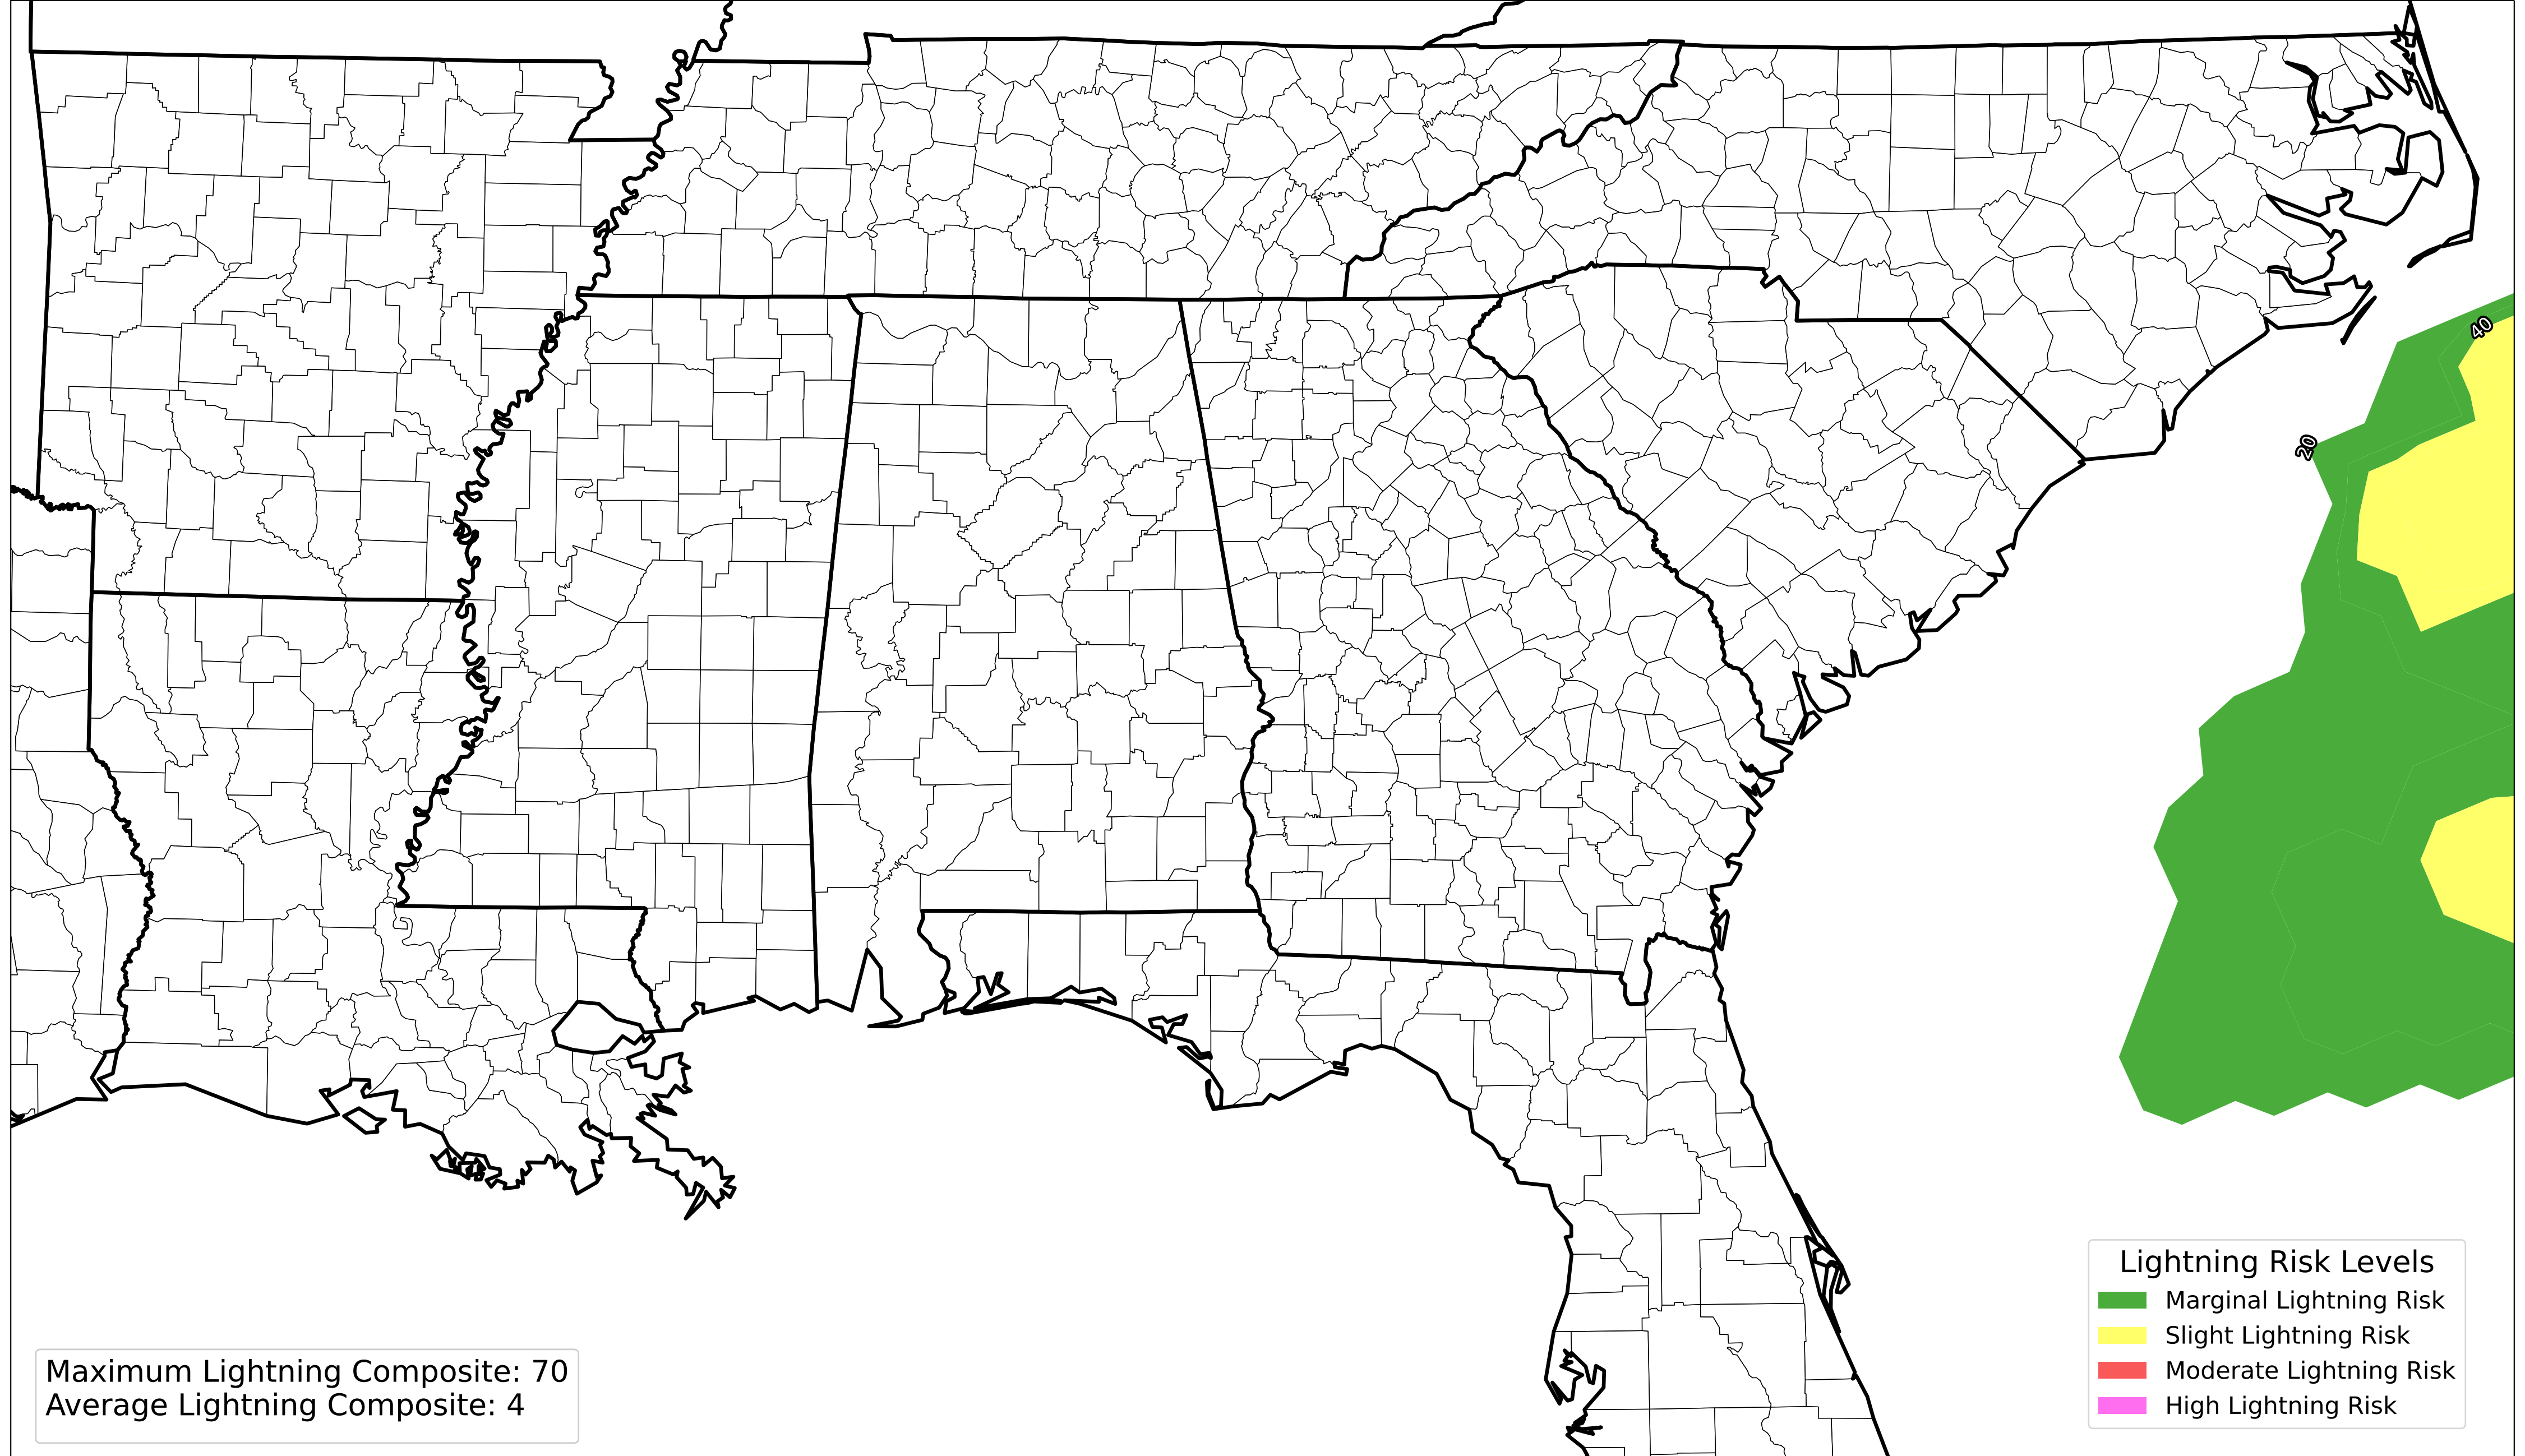 40
20
Lightning Risk Levels
Marginal Lightning Risk
Slight Lightning Risk
Moderate Lightning Risk
High Lightning Risk
Maximum Lightning Composite: 70
Average Lightning Composite: 4